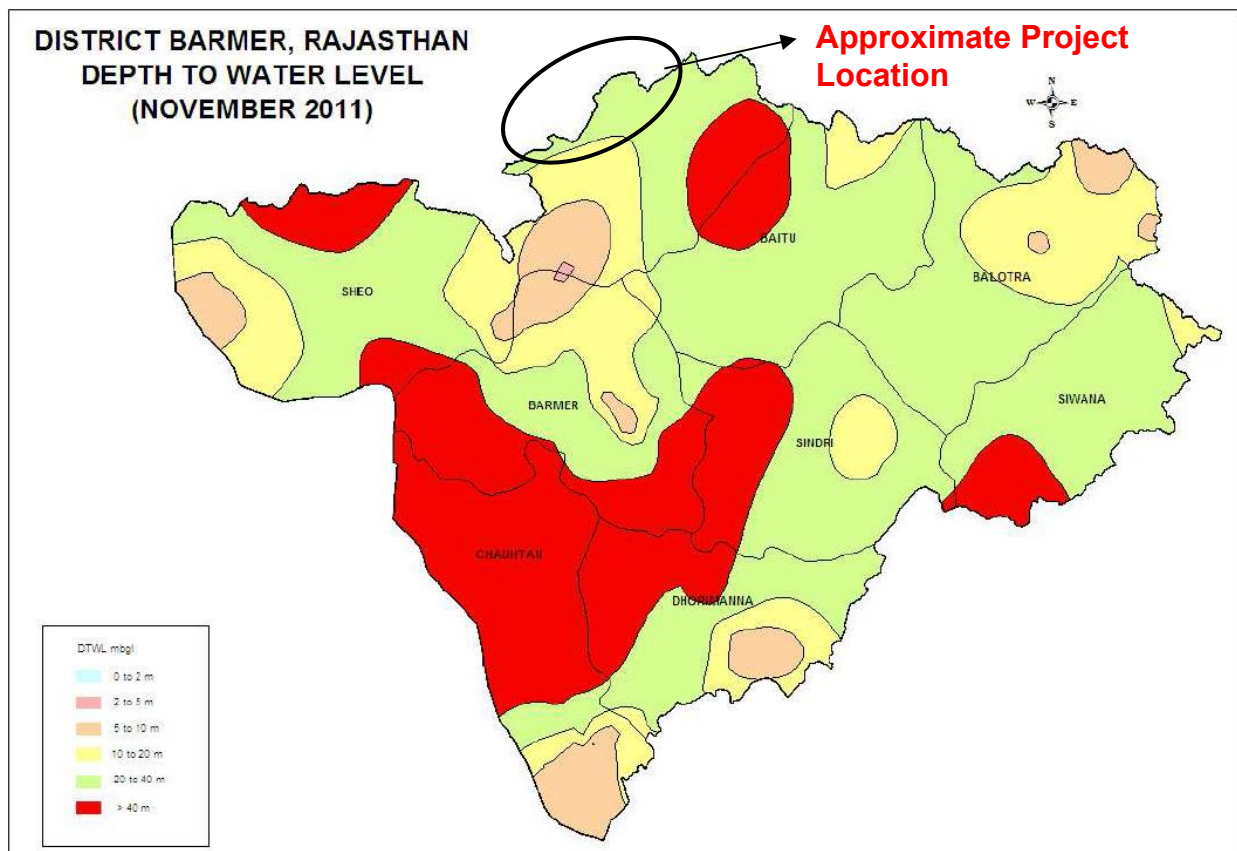 DISTRICT BARMER, RAJASTHAN
DEPTH TO WATER LEVEL
(NOVEMBER 2011)
Approximate Project
Location
N
W
E
S
BAITU
BALOTRA
SHEO
BARMER
SIWANA
SINDRI
CHAUHTAN
DHORIMANNA
DTWL mbgl
0 to 2 m
2 to 5 m
5 to 10 m
10 to 20 m
20 to 40 m
> 40 m